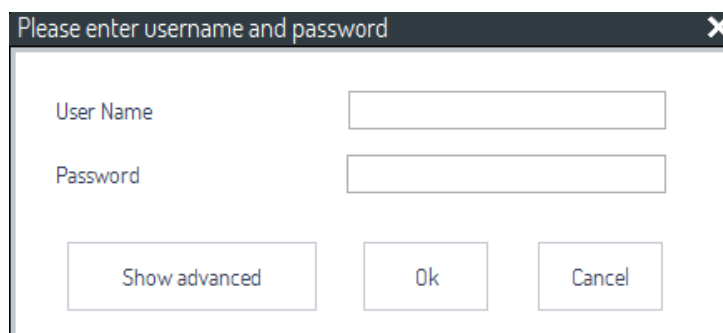 Please enter username and password
User Name
Password
Show advanced
Ok
Cancel